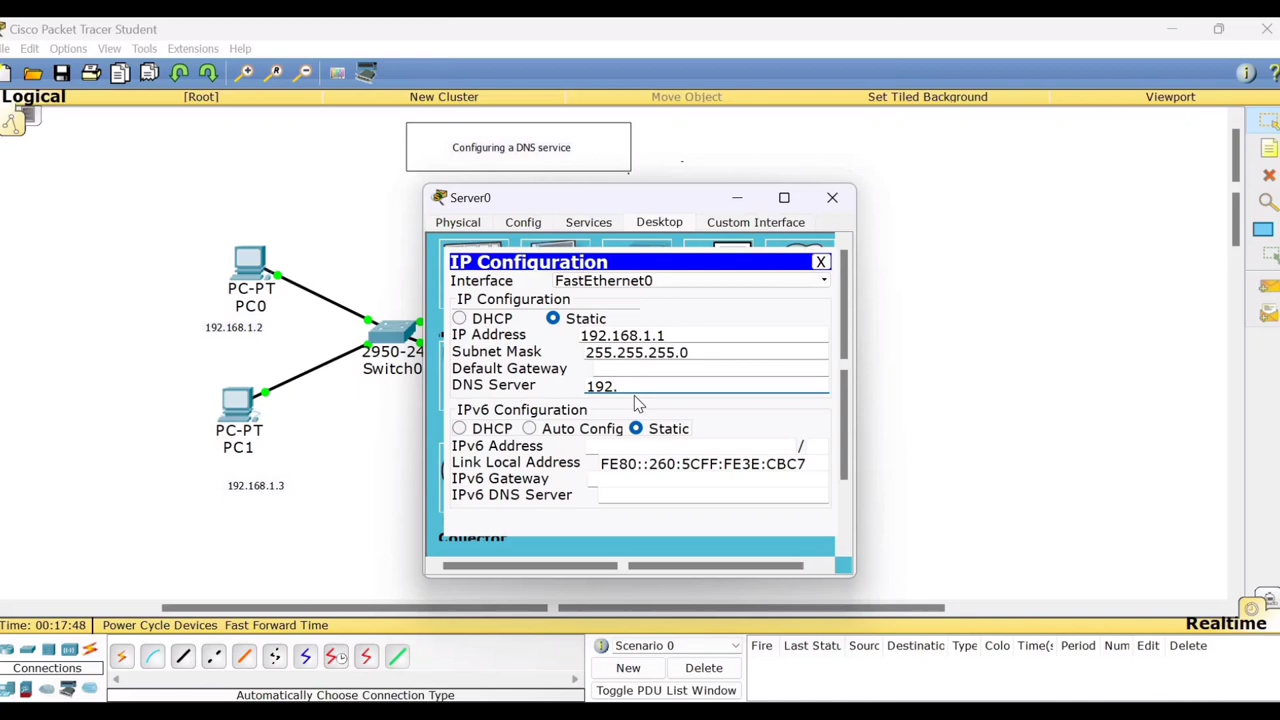 Cisco Packet Tracer Student
Edit Options View Tools Extensions Help
Logical [Root] New Cluster Move Object Set Tiled Background Viewport
Configuring a DNS service
Server0
Physical Config Services Desktop Custom Interface
IP Configuration X
Interface FastEthernet0
IP Configuration
DHCP Static
IP Address 192.168.1.1
Subnet Mask 255.255.255.0
Default Gateway
DNS Server 192.
IPv6 Configuration
DHCP Auto Config Static
IPv6 Address /
Link Local Address FE80::260:5CFF:FE3E:CBC7
IPv6 Gateway
IPv6 DNS Server
PC-PT
PC0
192.168.1.2
2950-24
Switch0
PC-PT
PC1
192.168.1.3
Realtime
Time: 00:17:48 Power Cycle Devices Fast Forward Time
Connections
Automatically Choose Connection Type
Scenario 0
New Delete
Toggle PDU List Window
Fire Last Statu Sourc Destinatic Type Colo Time(s Period Num Edit Delete